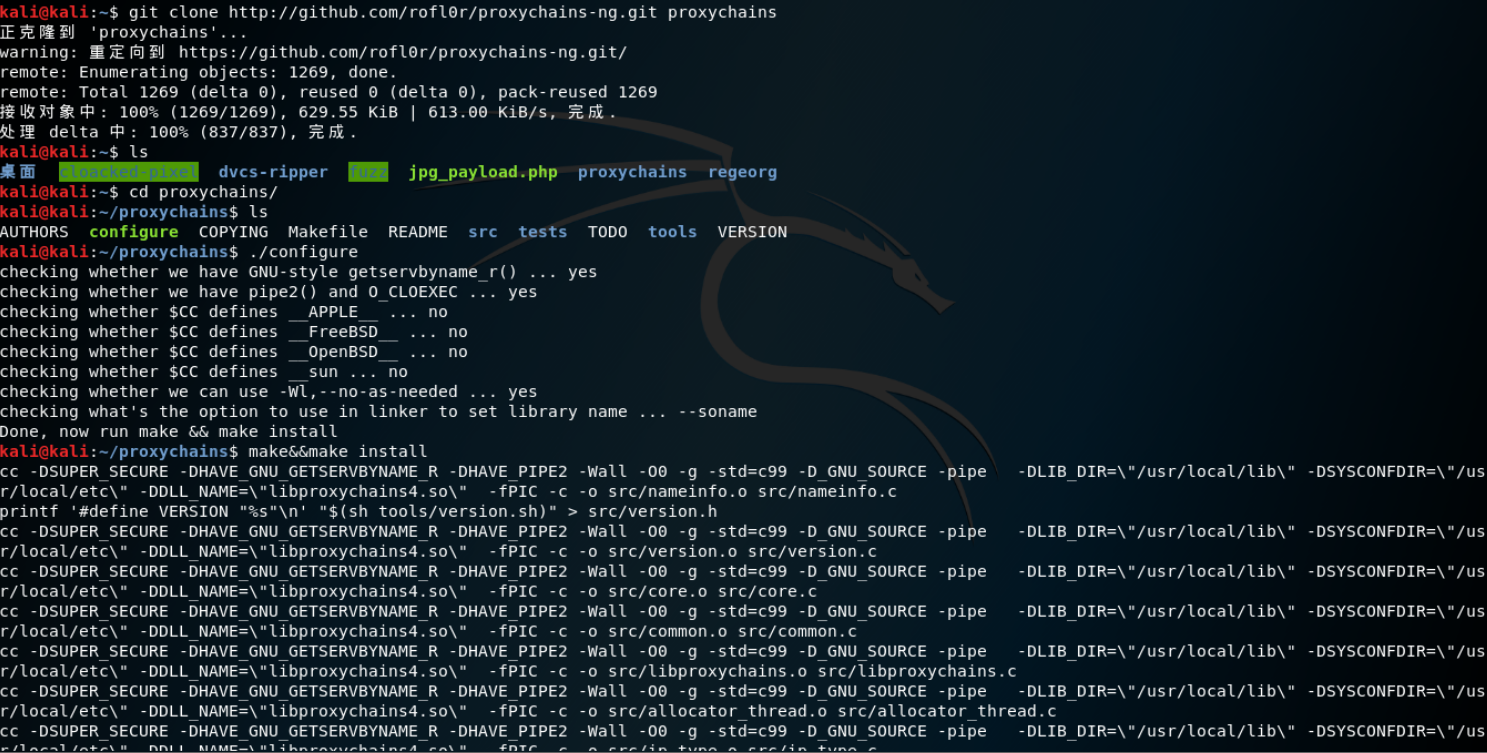 kali@kali:~$ git clone http://github.com/rofl0r/proxychains-ng.git proxychains
正克隆到 'proxychains'...
warning: 重定向到 https://github.com/rofl0r/proxychains-ng.git/
remote: Enumerating objects: 1269, done.
remote: Total 1269 (delta 0), reused 0 (delta 0), pack-reused 1269
接收对象中: 100% (1269/1269), 629.55 KiB | 613.00 KiB/s, 完成.
处理 delta 中: 100% (837/837), 完成.
kali@kali:~$ ls
桌面  cloacked-pixel  dvcs-ripper  fuzz  jpg_payload.php  proxychains  regeorg
kali@kali:~$ cd proxychains/
kali@kali:~/proxychains$ ls
AUTHORS  configure  COPYING  Makefile  README  src  tests  TODO  tools  VERSION
kali@kali:~/proxychains$ ./configure
checking whether we have GNU-style getservbyname_r() ... yes
checking whether we have pipe2() and O_CLOEXEC ... yes
checking whether $CC defines __APPLE__ ... no
checking whether $CC defines __FreeBSD__ ... no
checking whether $CC defines __OpenBSD__ ... no
checking whether $CC defines __sun ... no
checking whether we can use -Wl,--no-as-needed ... yes
checking what's the option to use in linker to set library name ... --soname
Done, now run make && make install
kali@kali:~/proxychains$ make&&make install
cc -DSUPER_SECURE -DHAVE_GNU_GETSERVBYNAME_R -DHAVE_PIPE2 -Wall -O0 -g -std=c99 -D_GNU_SOURCE -pipe   -DLIB_DIR=\"/usr/local/lib\" -DSYSCONFDIR=\"/us
r/local/etc\" -DDLL_NAME=\"libproxychains4.so\"  -fPIC -c -o src/nameinfo.o src/nameinfo.c
printf '#define VERSION "%s"\n' "$(sh tools/version.sh)" > src/version.h
cc -DSUPER_SECURE -DHAVE_GNU_GETSERVBYNAME_R -DHAVE_PIPE2 -Wall -O0 -g -std=c99 -D_GNU_SOURCE -pipe   -DLIB_DIR=\"/usr/local/lib\" -DSYSCONFDIR=\"/us
r/local/etc\" -DDLL_NAME=\"libproxychains4.so\"  -fPIC -c -o src/version.o src/version.c
cc -DSUPER_SECURE -DHAVE_GNU_GETSERVBYNAME_R -DHAVE_PIPE2 -Wall -O0 -g -std=c99 -D_GNU_SOURCE -pipe   -DLIB_DIR=\"/usr/local/lib\" -DSYSCONFDIR=\"/us
r/local/etc\" -DDLL_NAME=\"libproxychains4.so\"  -fPIC -c -o src/core.o src/core.c
cc -DSUPER_SECURE -DHAVE_GNU_GETSERVBYNAME_R -DHAVE_PIPE2 -Wall -O0 -g -std=c99 -D_GNU_SOURCE -pipe   -DLIB_DIR=\"/usr/local/lib\" -DSYSCONFDIR=\"/us
r/local/etc\" -DDLL_NAME=\"libproxychains4.so\"  -fPIC -c -o src/common.o src/common.c
cc -DSUPER_SECURE -DHAVE_GNU_GETSERVBYNAME_R -DHAVE_PIPE2 -Wall -O0 -g -std=c99 -D_GNU_SOURCE -pipe   -DLIB_DIR=\"/usr/local/lib\" -DSYSCONFDIR=\"/us
r/local/etc\" -DDLL_NAME=\"libproxychains4.so\"  -fPIC -c -o src/libproxychains.o src/libproxychains.c
cc -DSUPER_SECURE -DHAVE_GNU_GETSERVBYNAME_R -DHAVE_PIPE2 -Wall -O0 -g -std=c99 -D_GNU_SOURCE -pipe   -DLIB_DIR=\"/usr/local/lib\" -DSYSCONFDIR=\"/us
r/local/etc\" -DDLL_NAME=\"libproxychains4.so\"  -fPIC -c -o src/allocator_thread.o src/allocator_thread.c
cc -DSUPER_SECURE -DHAVE_GNU_GETSERVBYNAME_R -DHAVE_PIPE2 -Wall -O0 -g -std=c99 -D_GNU_SOURCE -pipe   -DLIB_DIR=\"/usr/local/lib\" -DSYSCONFDIR=\"/us
r/local/etc\" -DDLL_NAME=\"libproxychains4.so\"  -fPIC -c -o src/ip_type.o src/ip_type.c